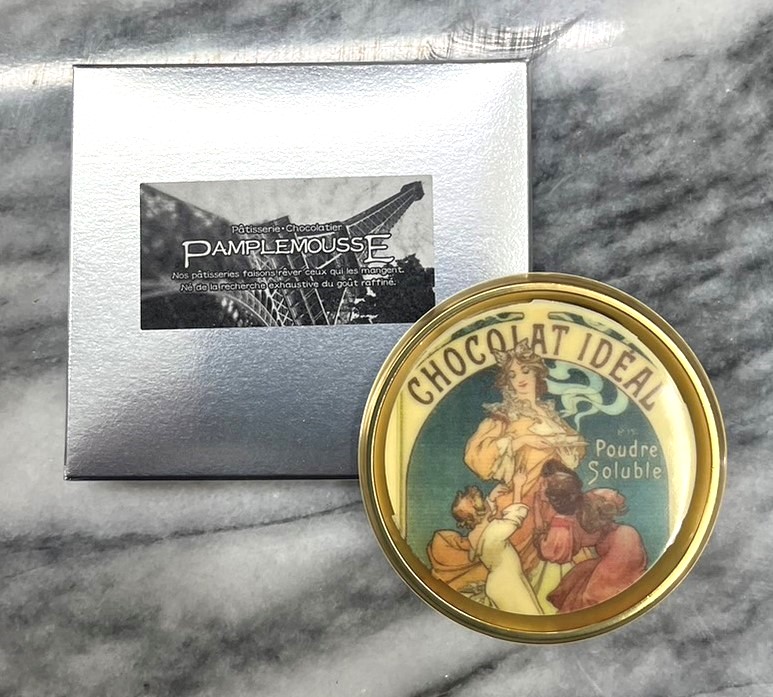 Pâtisserie•Chocolatier
PAMPLEMOUSSE
Nos pâtisseries faisons rêver ceux qui les mangent.
Né de la recherche exhaustive du goût raffiné.
CHOCOLAT IDÉAL
Poudre
Soluble